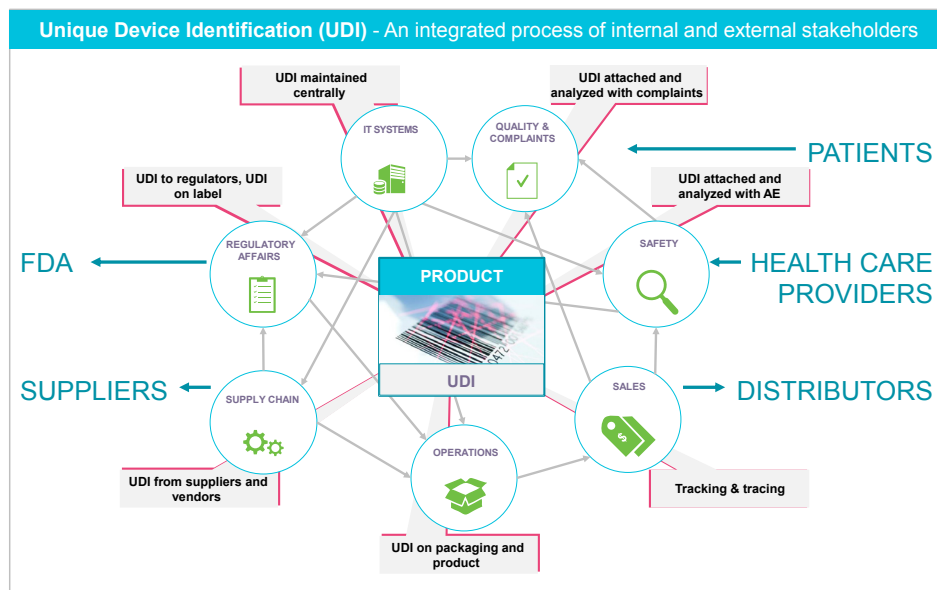 Unique Device Identification (UDI) - An integrated process of internal and external stakeholders
UDI maintained
centrally
UDI attached and
analyzed with complaints
IT SYSTEMS
QUALITY &
COMPLAINTS
PATIENTS
UDI to regulators, UDI
on label
UDI attached and
analyzed with AE
REGULATORY
AFFAIRS
SAFETY
FDA
PRODUCT
HEALTH CARE
PROVIDERS
UDI
SUPPLIERS
SUPPLY CHAIN
SALES
$
DISTRIBUTORS
OPERATIONS
UDI from suppliers and
vendors
Tracking & tracing
UDI on packaging and
product